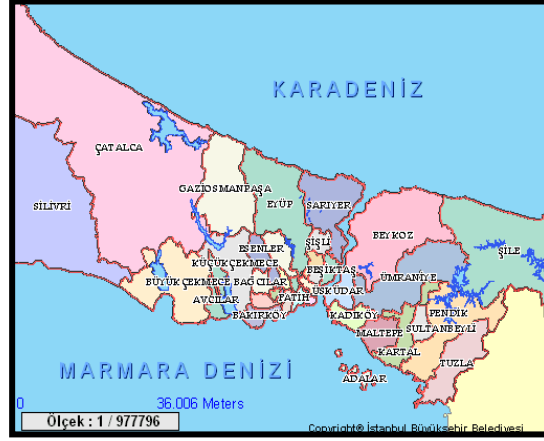 KARADENİZ
ÇATALCA
GAZİOSMANPAŞA
SİLİVRİ
EYÜP
SARIYER
BEYKOZ
ŞİLE
ESENLER
ŞİŞLİ
KÜÇÜKÇEKMECE
BEŞİKTAŞ
ÜMRANİYE
BÜYÜKÇEKMECE
BAĞCILAR
ÜSKÜDAR
AVCILAR
FATİH
BAKIRKÖY
KADIKÖY
PENDİK
MALTEPE
SULTANBEYLİ
KARTAL
TUZLA
ADALAR
MARMARA DENİZİ
0 36.006 Meters
Ölçek : 1 / 977796
Copyright® İstanbul Büyükşehir Belediyesi